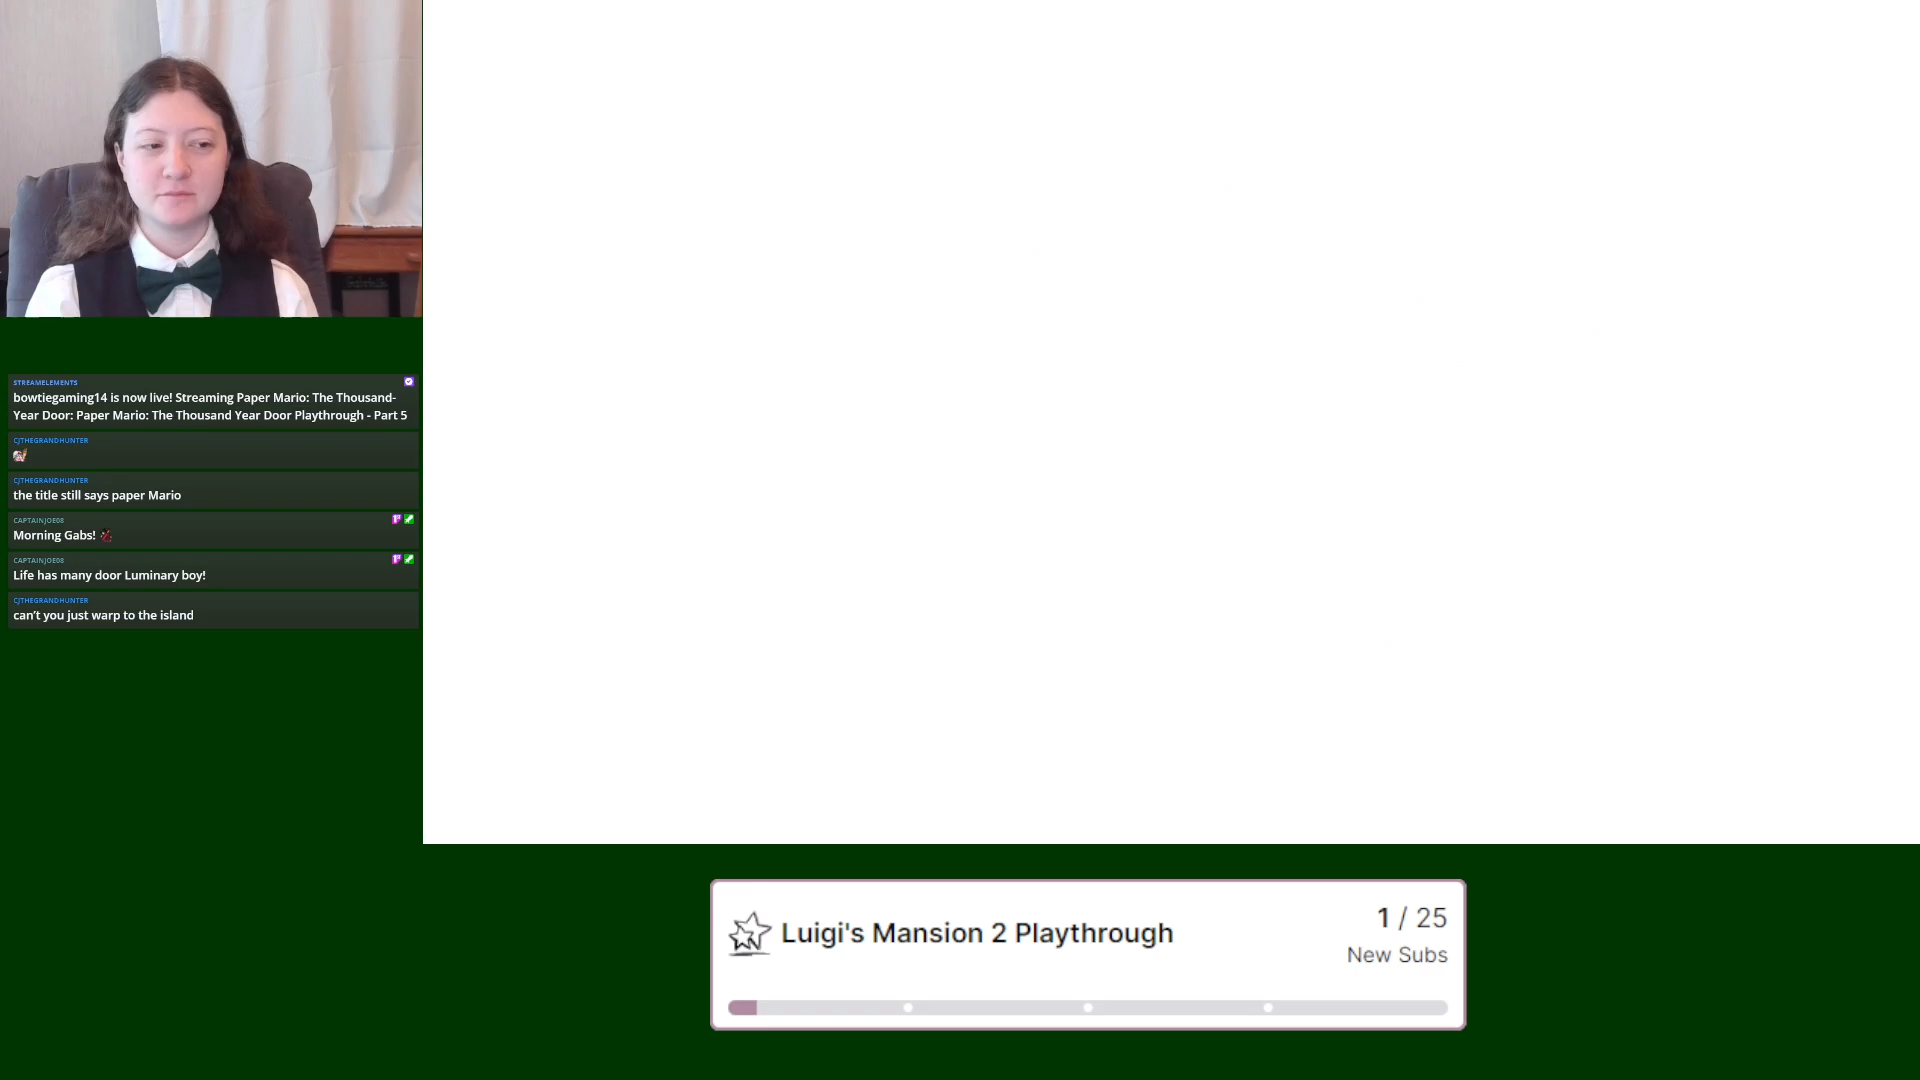 STREAMELEMENTS
bowtiegaming14 is now live! Streaming Paper Mario: The Thousand-
Year Door: Paper Mario: The Thousand Year Door Playthrough - Part 5
CJTHEGRANDHUNTER
CJTHEGRANDHUNTER
the title still says paper Mario
CAPTAINJOE08
Morning Gabs!
CAPTAINJOE08
Life has many door Luminary boy!
CJTHEGRANDHUNTER
can't you just warp to the island
Luigi's Mansion 2 Playthrough
1 / 25
New Subs